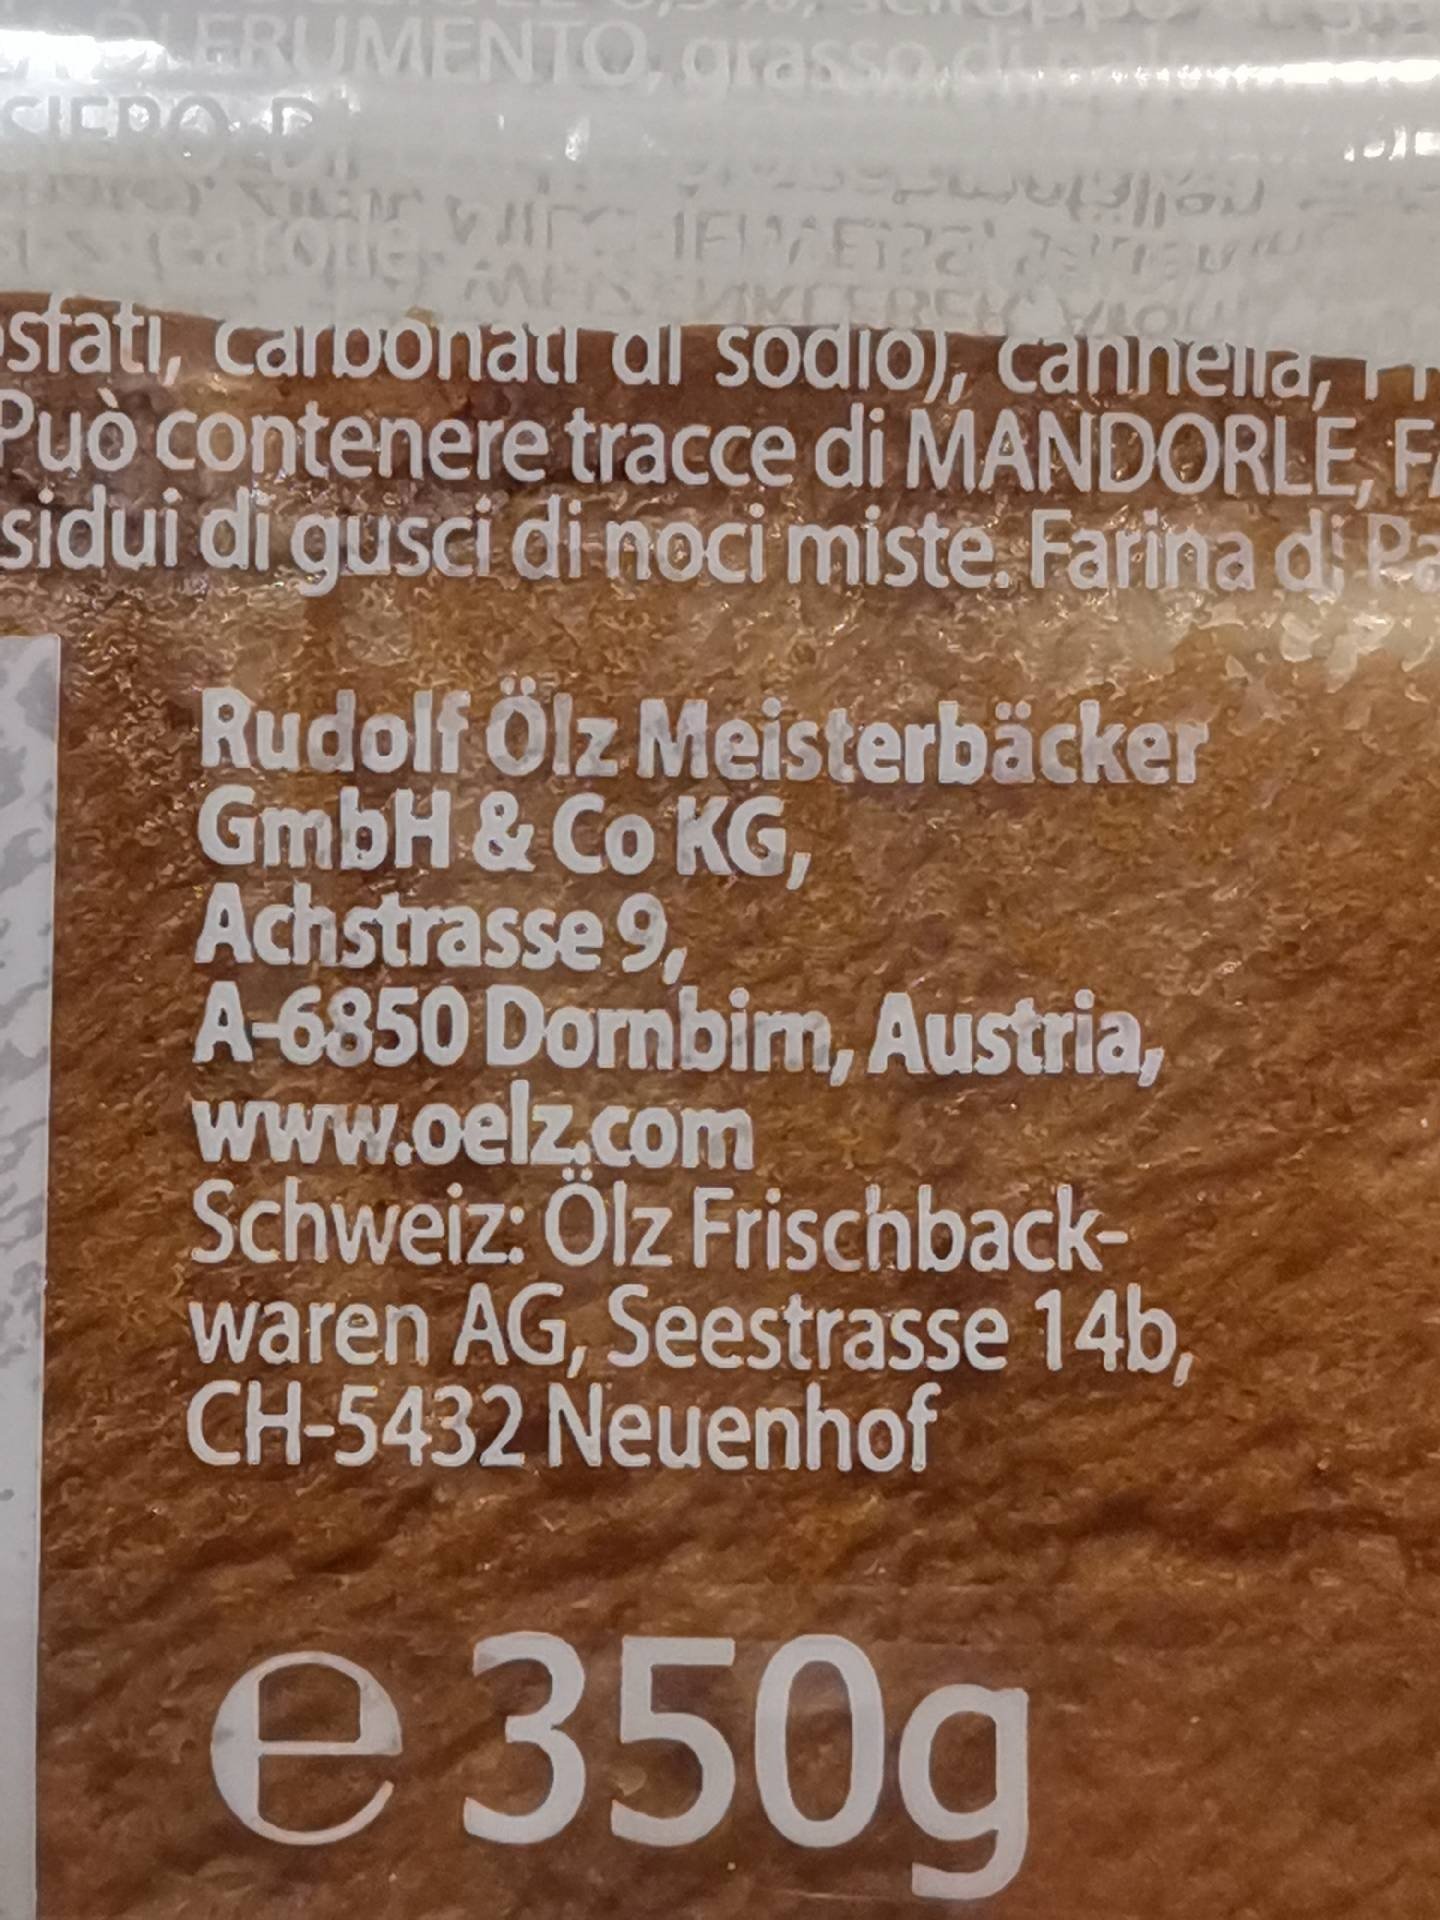 FRUMENTO, grasso di
SIERO DI
carbonati di sodio), cannella,
Può contenere tracce di MANDORLE,
sidui di gusci di noci miste. Farina di
Rudolf Ölz Meisterbäcker
GmbH & Co KG,
Achstrasse 9,
A-6850 Dornbirn, Austria,
www.oelz.com
Schweiz: Ölz Frischback-
waren AG, Seestrasse 14b,
CH-5432 Neuenhof
e 350g